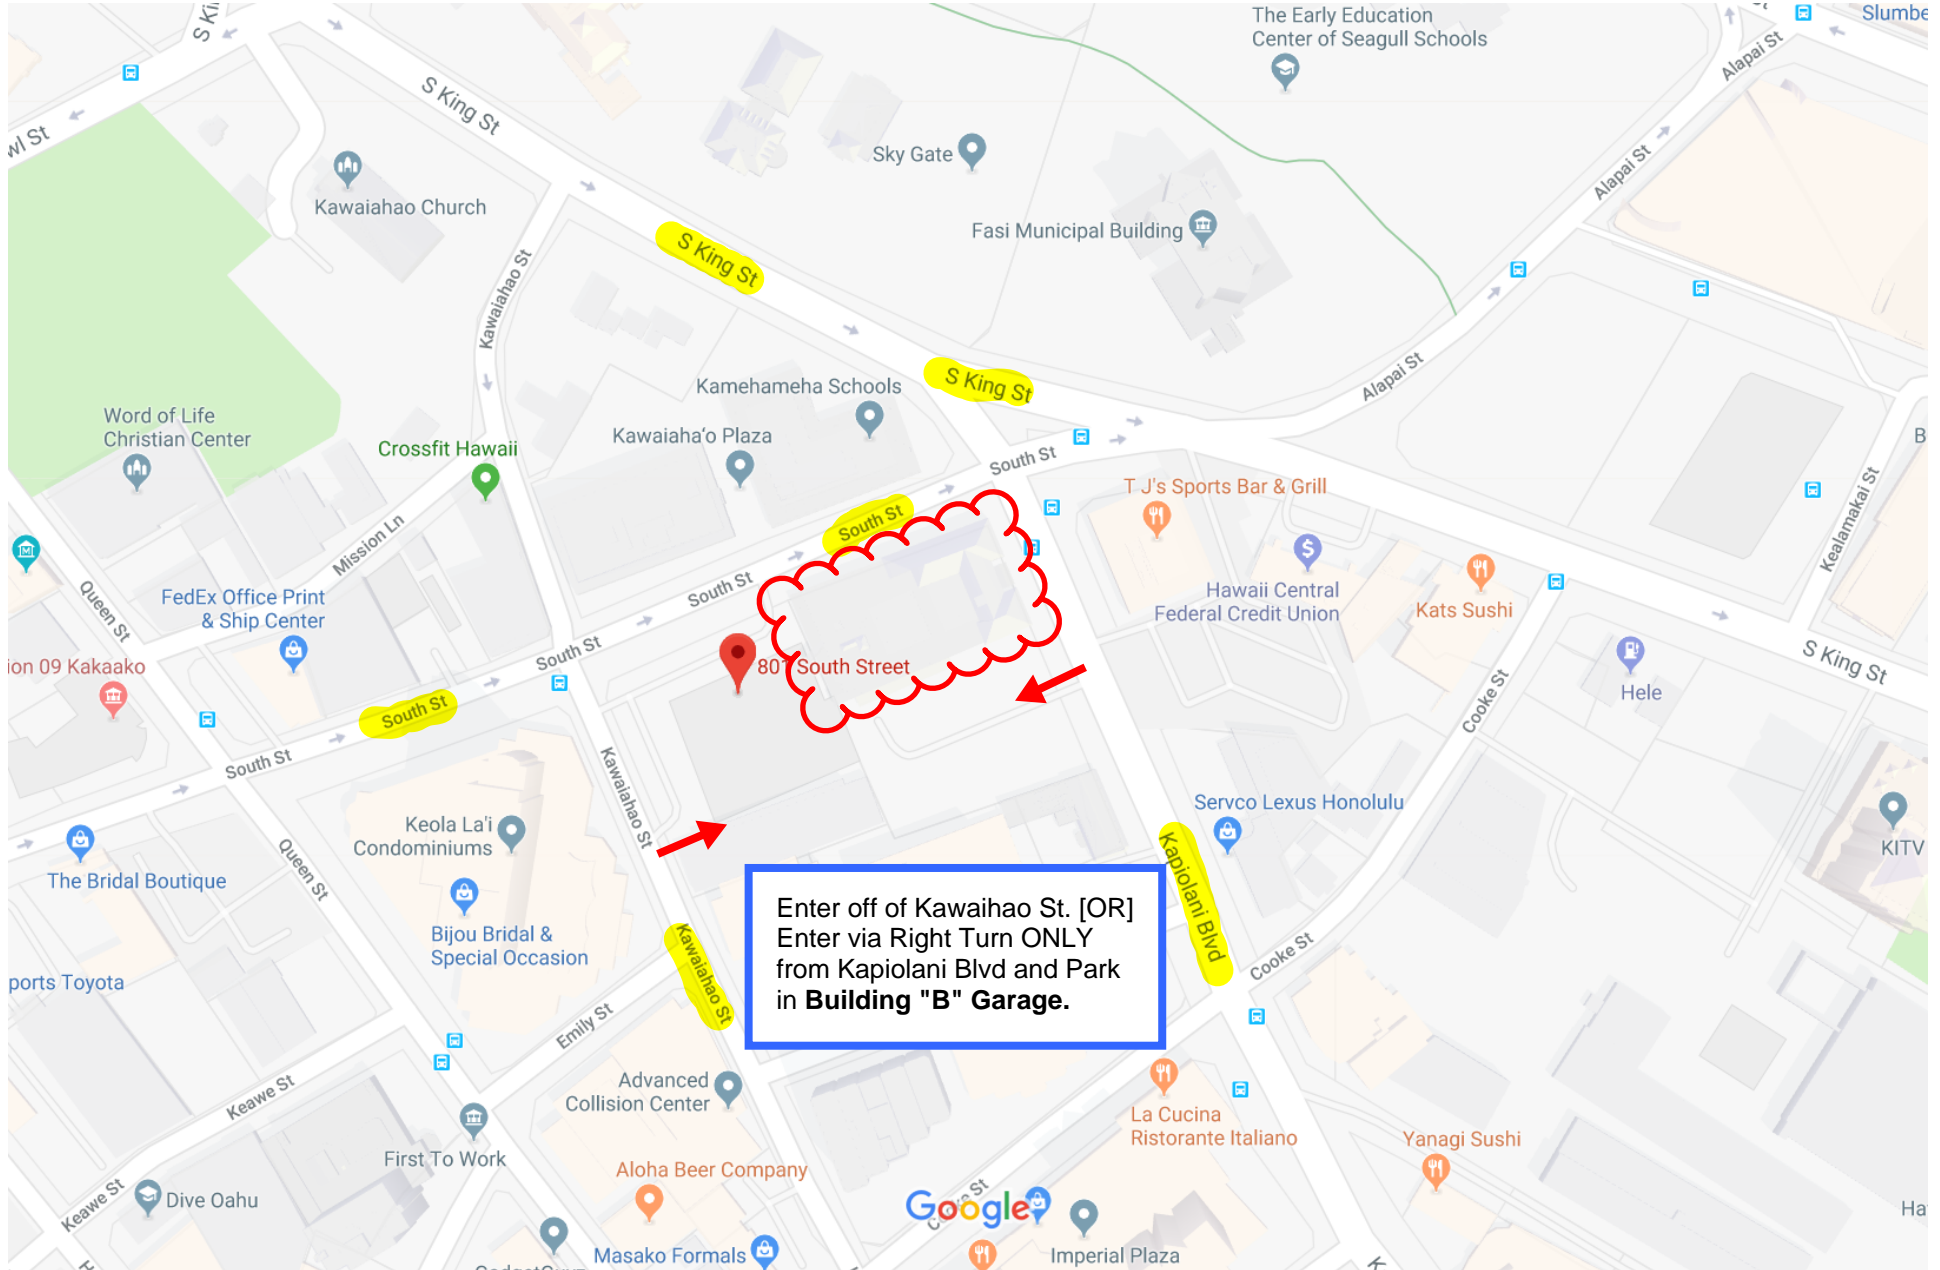 The Early Education
Center of Seagull Schools
Slumbe
S Ki
Alapai St
S King St
wl St
Sky Gate
Alapai St
Kawaiahao Church
Fasi Municipal Building
S King St
Kawaiahao St
Alapai St
S King St
Kamehameha Schools
Word of Life
Christian Center
Kawaiaha'o Plaza
Crossfit Hawaii
South St
B
T J's Sports Bar & Grill
South St
Mission Ln
Kealamakai St
Queen St
FedEx Office Print
& Ship Center
South St
Hawaii Central
Federal Credit Union
Kats Sushi
South St
ion 09 Kakaako
801 South Street
S King St
Hele
South St
Cooke St
South St
Kawaiahao St
Servco Lexus Honolulu
Keola La'i
Condominiums
Queen St
KITV
The Bridal Boutique
Kapiolani Blvd
Enter off of Kawaihao St. [OR]
Enter via Right Turn ONLY
from Kapiolani Blvd and Park
in Building "B" Garage.
Bijou Bridal &
Special Occasion
Kawaiahao St
Cooke St
ports Toyota
Emily St
Keawe St
Advanced
Collision Center
La Cucina
Ristorante Italiano
Yanagi Sushi
First To Work
Aloha Beer Company
Dive Oahu
Keawe St
Google
Ha
Masako Formals
Imperial Plaza
K